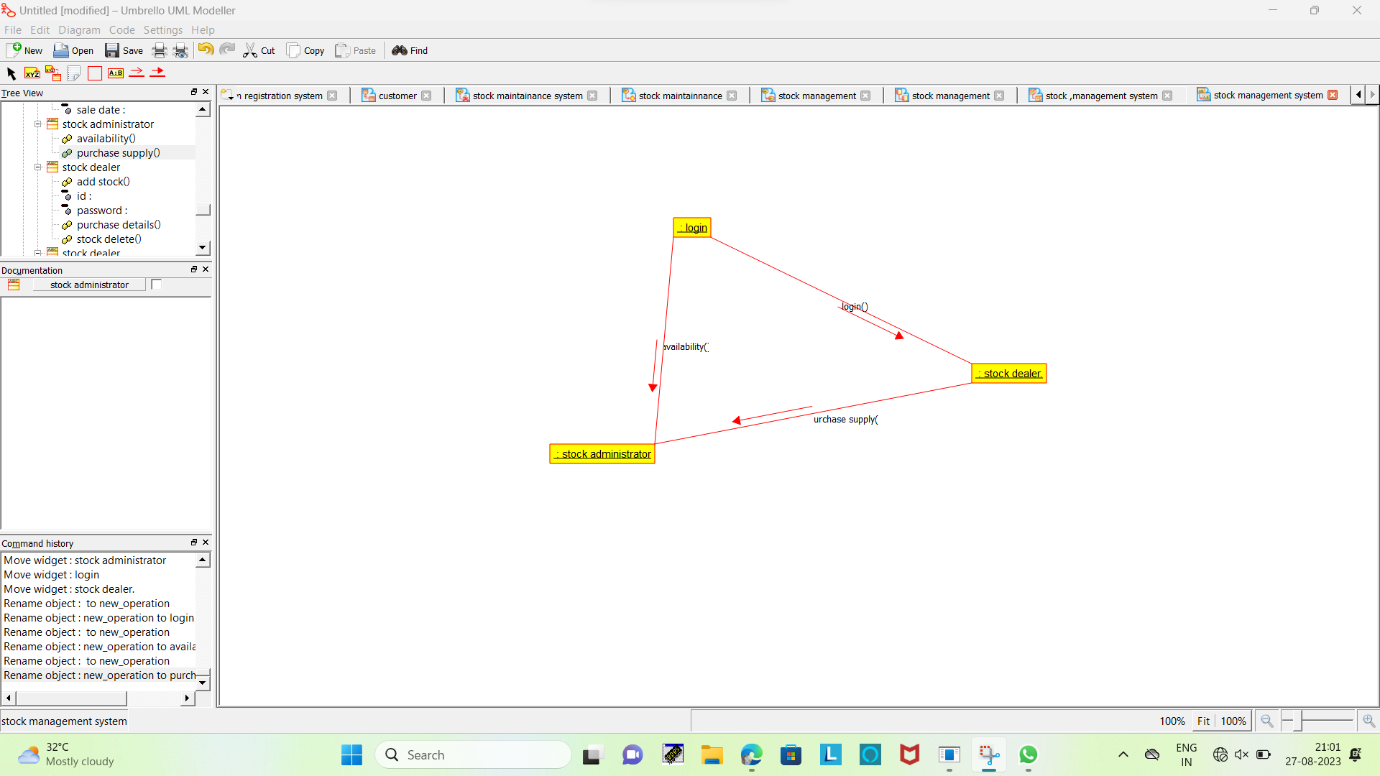 Untitled [modified] – Umbrello UML Modeller
File Edit Diagram Code Settings Help
New Open Save Cut Copy Paste Find
XYZ A:B
Tree View
n registration system customer stock maintainance system stock maintainnance stock management stock management stock ,management system stock management system
sale date :
stock administrator
availability()
purchase supply()
stock dealer
add stock()
id :
password :
purchase details()
stock delete()
stock dealer
Documentation
stock administrator
: login
login()
availability(
: stock dealer.
urchase supply(
: stock administrator
Command history
Move widget : stock administrator
Move widget : login
Move widget : stock dealer.
Rename object : to new_operation
Rename object : new_operation to login
Rename object : to new_operation
Rename object : new_operation to availa
Rename object : to new_operation
Rename object : new_operation to purch
stock management system
100% Fit 100%
32°C
Mostly cloudy
Search
ENG
IN
21:01
27-08-2023